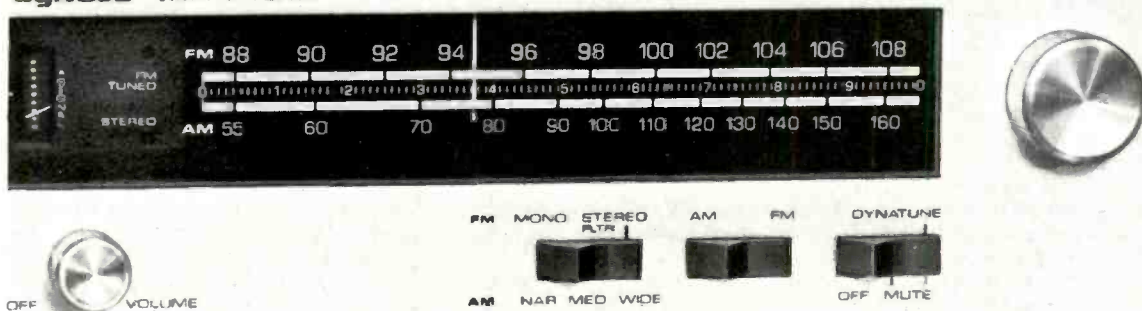 FM 88 90 92 94 96 98 100 102 104 106 108
FM
TUNED
0 1 2 3 4 5 6 7 8 9 0
STEREO
AM 55 60 70 80 90 100 110 120 130 140 150 160
FM MONO STEREO AM FM DYNATUNE
FLTR
OFF VOLUME
AM NAR MED WIDE OFF MUTE